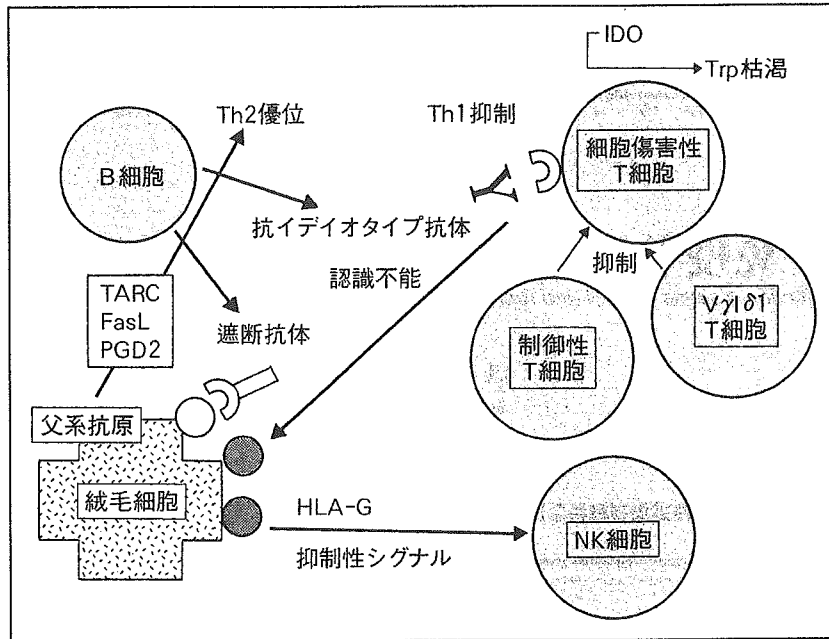 IDO
Trp枯渇
Th2優位
Th1抑制
B細胞
細胞傷害性
T細胞
抗イデイオタイプ抗体
認識不能
抑制
TARC
FasL
PGD2
遮断抗体
制御性
T細胞
VγIδ1
T細胞
父系抗原
絨毛細胞
HLA-G
抑制性シグナル
NK細胞